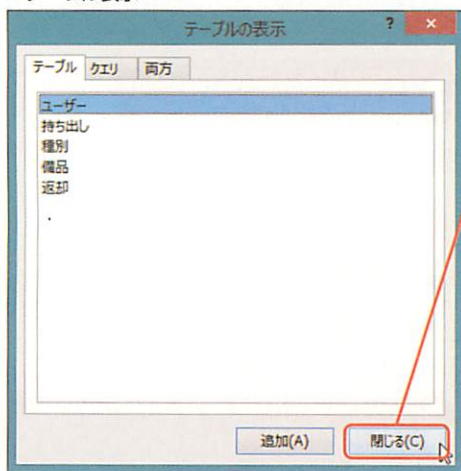 テーブルの表示
? ×
テーブル クエリ 両方
ユーザー
持ち出し
種別
備品
返却
追加(A) 閉じる(C)